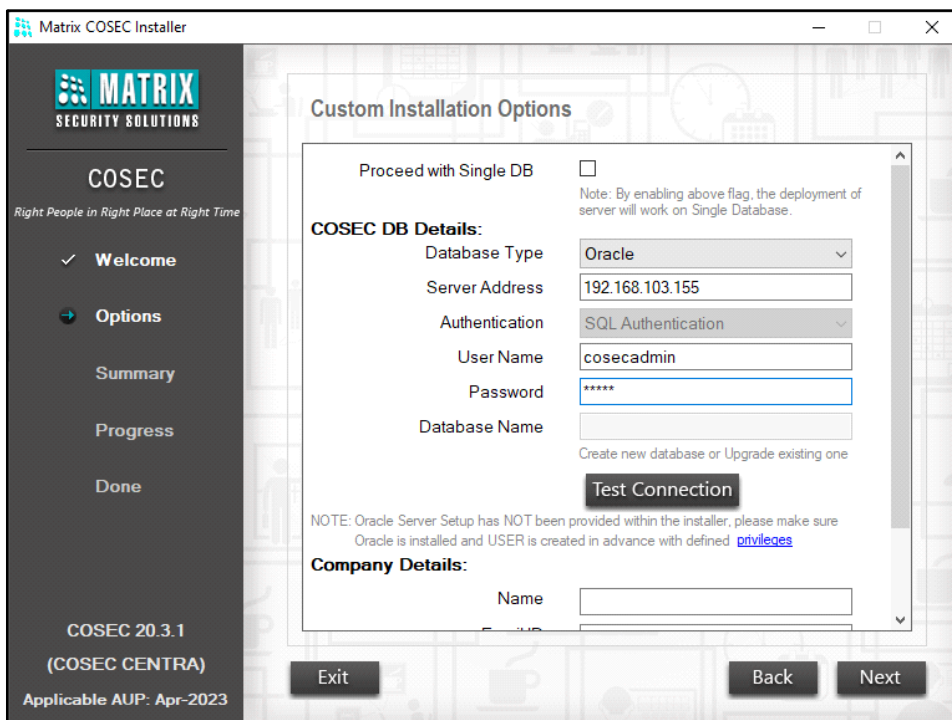 Matrix COSEC Installer
MATRIX
SECURITY SOLUTIONS
COSEC
Right People in Right Place at Right Time
Welcome
Options
Summary
Progress
Done
COSEC 20.3.1
(COSEC CENTRA)
Applicable AUP: Apr-2023
Custom Installation Options
Proceed with Single DB
Note: By enabling above flag, the deployment of
server will work on Single Database.
COSEC DB Details:
Database Type Oracle
Server Address 192.168.103.155
Authentication SQL Authentication
User Name cosecadmin
Password *****
Database Name
Create new database or Upgrade existing one
Test Connection
NOTE: Oracle Server Setup has NOT been provided within the installer, please make sure
Oracle is installed and USER is created in advance with defined privileges
Company Details:
Name
Exit Back Next